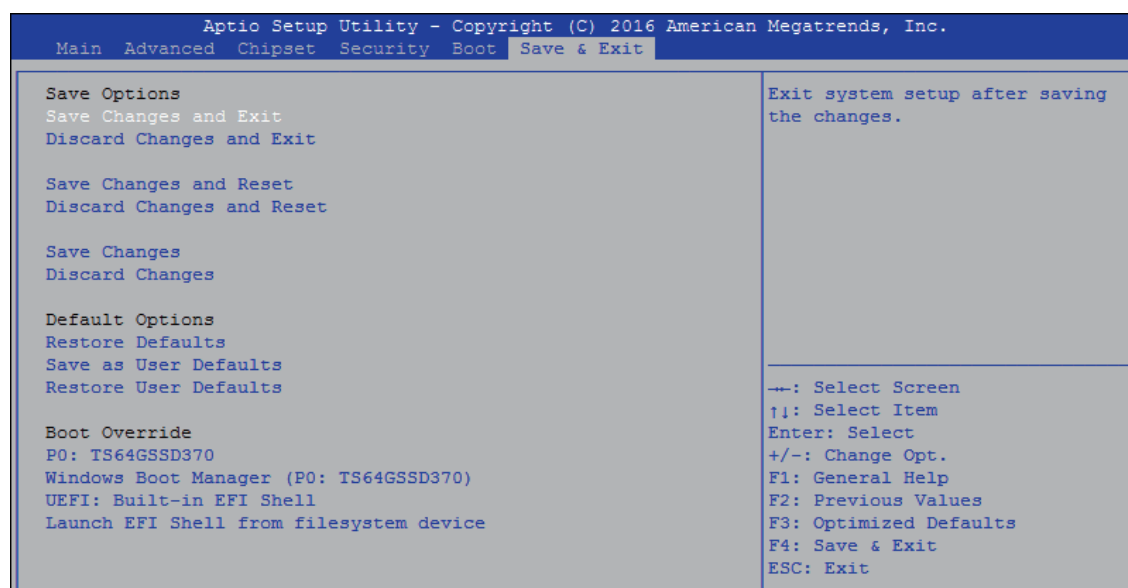 Aptio Setup Utility - Copyright (C) 2016 American Megatrends, Inc.
Main Advanced Chipset Security Boot Save & Exit
Save Options
Save Changes and Exit
Discard Changes and Exit
Save Changes and Reset
Discard Changes and Reset
Save Changes
Discard Changes
Default Options
Restore Defaults
Save as User Defaults
Restore User Defaults
Boot Override
P0: TS64GSSD370
Windows Boot Manager (P0: TS64GSSD370)
UEFI: Built-in EFI Shell
Launch EFI Shell from filesystem device
Exit system setup after saving
the changes.
→←: Select Screen
↑↓: Select Item
Enter: Select
+/-: Change Opt.
F1: General Help
F2: Previous Values
F3: Optimized Defaults
F4: Save & Exit
ESC: Exit